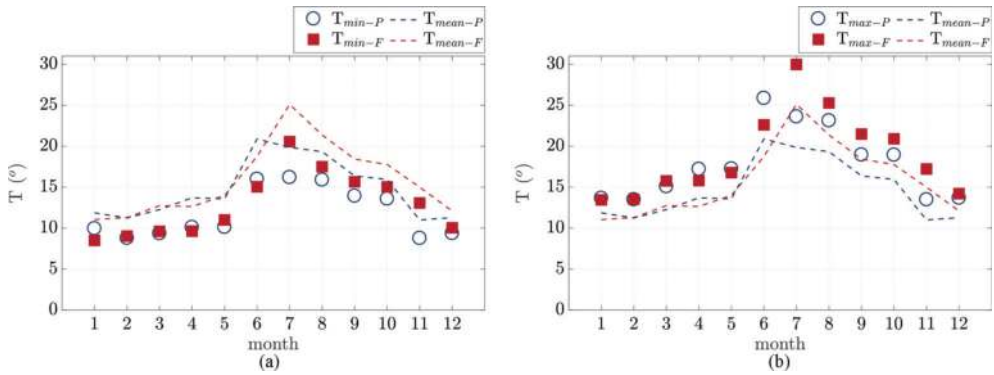 T_min−P T_mean−P
T_min−F T_mean−F
30
25
20
15
10
5
0
T (o)
1 2 3 4 5 6 7 8 9 10 11 12
month
(a)
T_max−P T_mean−P
T_max−F T_mean−F
30
25
20
15
10
5
0
T (o)
1 2 3 4 5 6 7 8 9 10 11 12
month
(b)